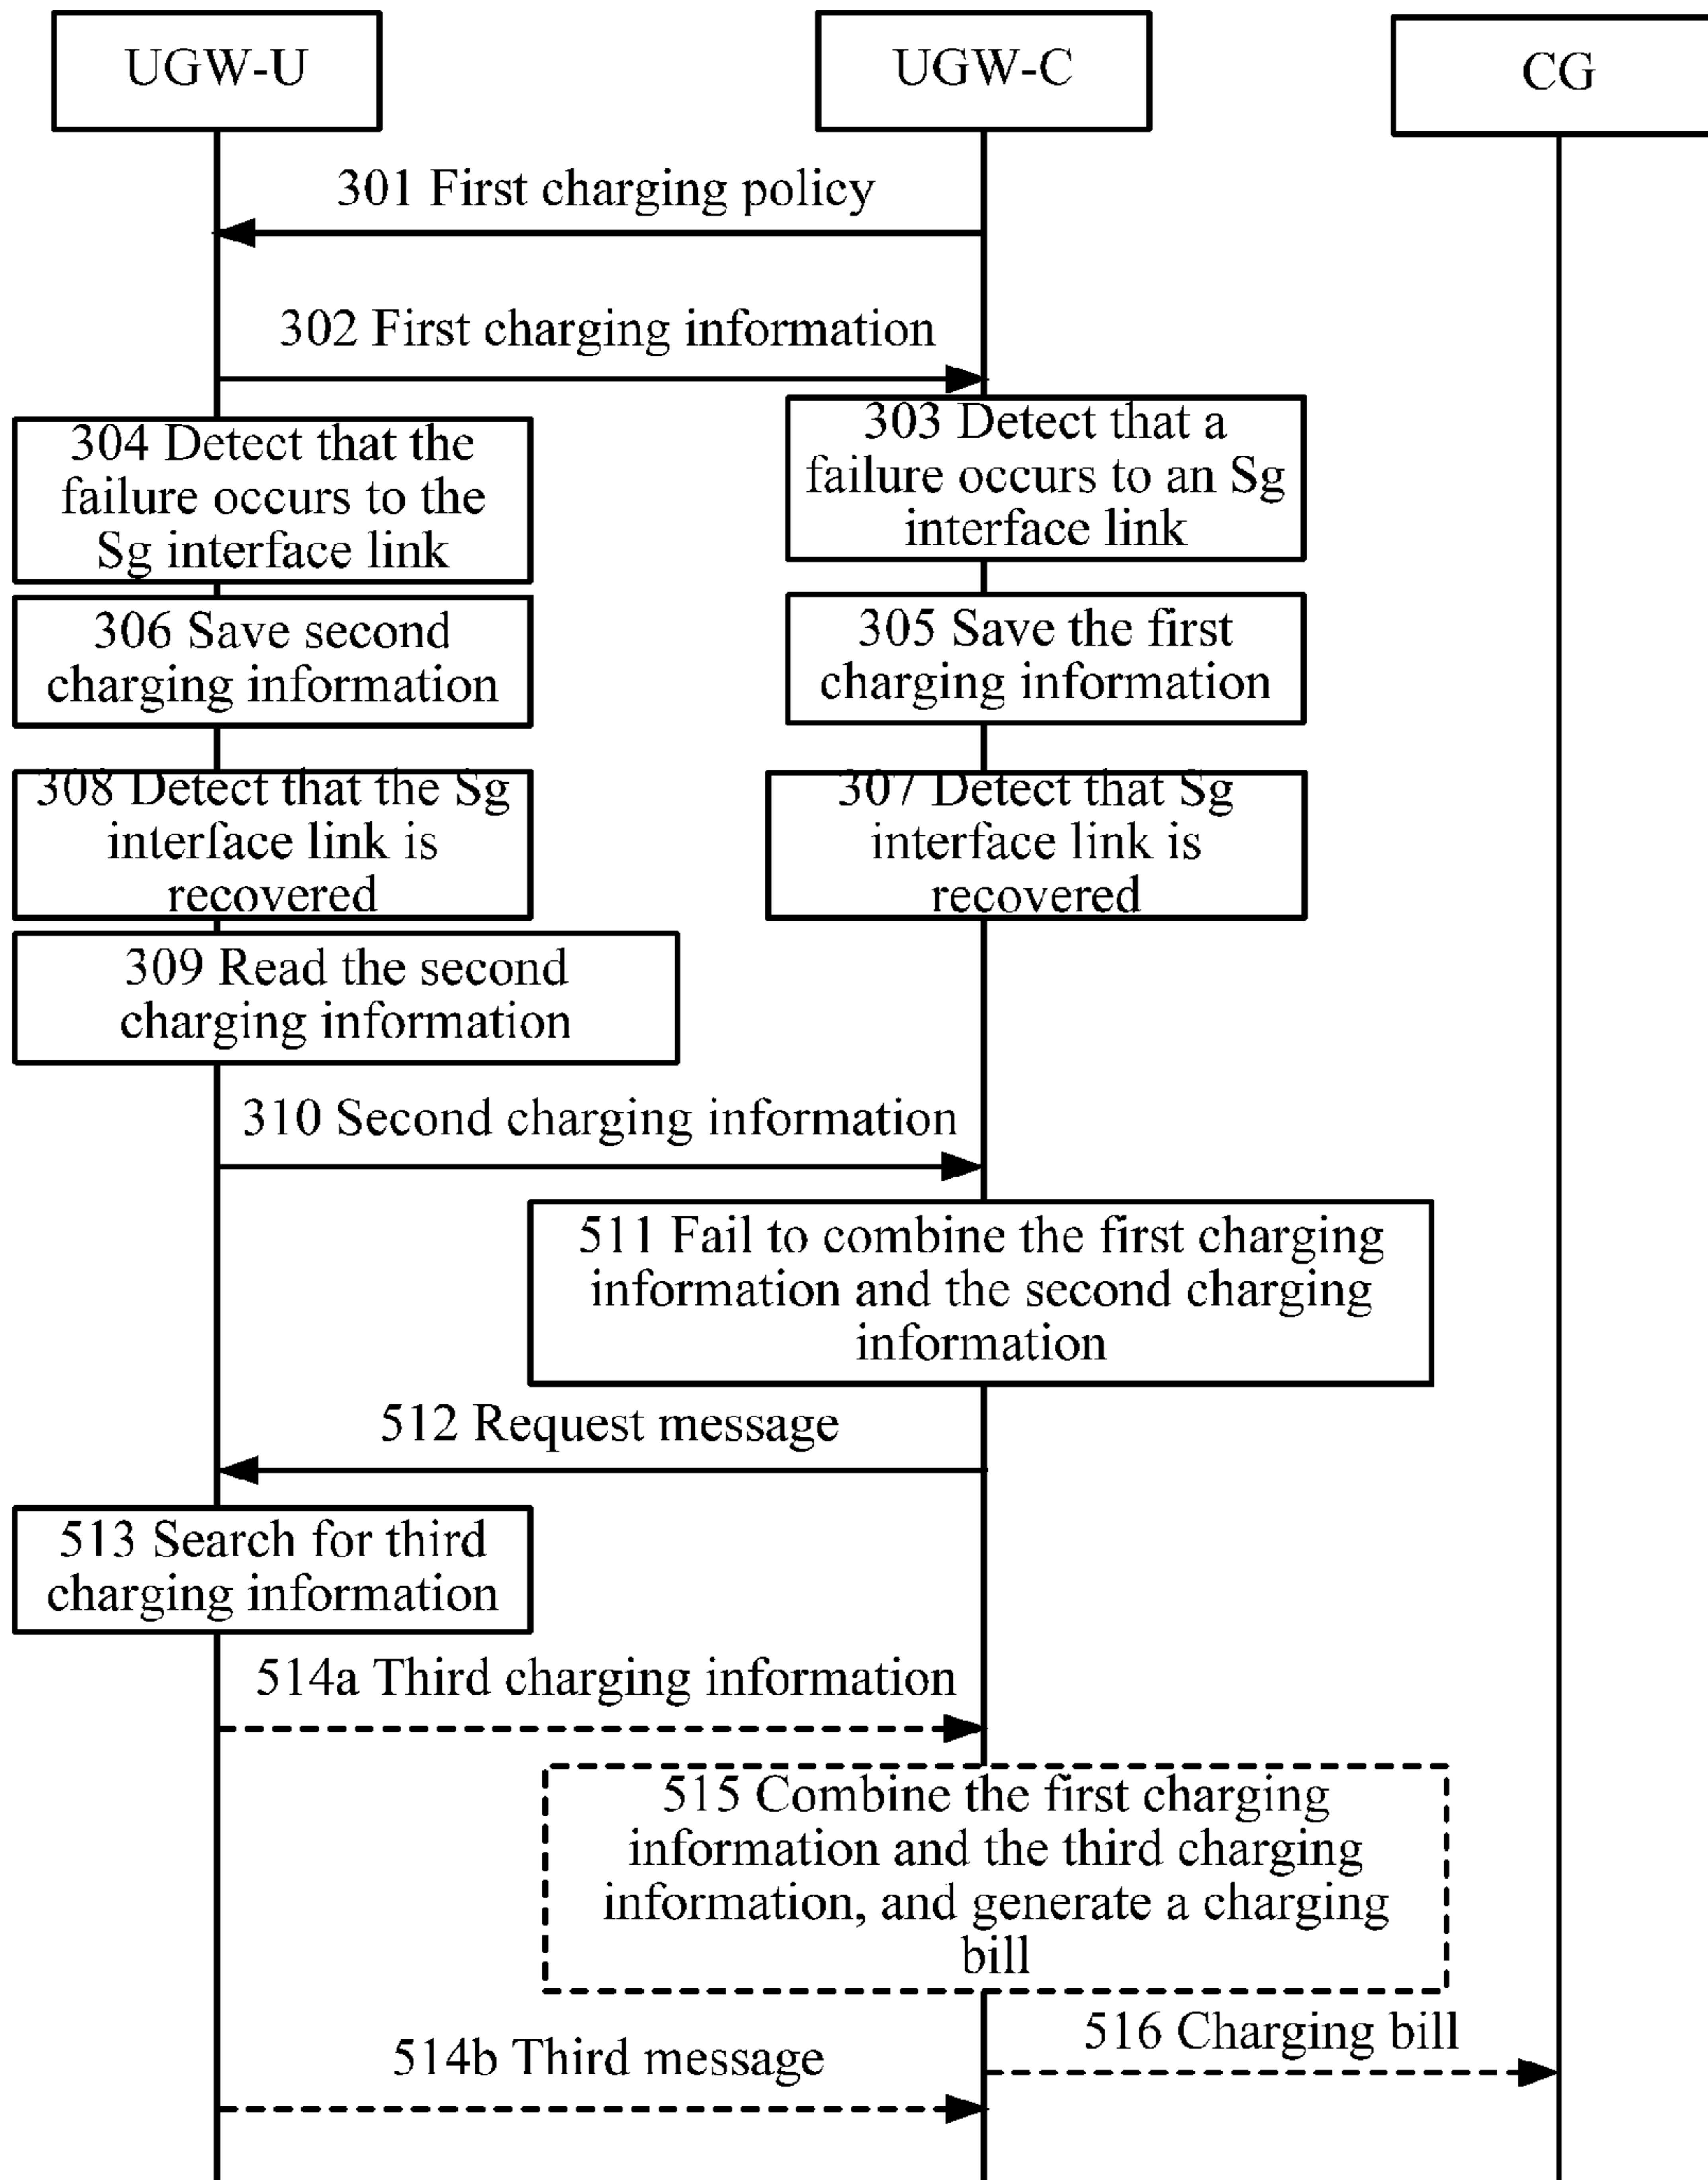 UGW-U
UGW-C
CG
301 First charging policy
302 First charging information
304 Detect that the
failure occurs to the
Sg interface link
303 Detect that a
failure occurs to an Sg
interface link
306 Save second
charging information
305 Save the first
charging information
308 Detect that the Sg
interface link is
recovered
307 Detect that Sg
interface link is
recovered
309 Read the second
charging information
310 Second charging information
511 Fail to combine the first charging
information and the second charging
information
512 Request message
513 Search for third
charging information
514a Third charging information
515 Combine the first charging
information and the third charging
information, and generate a charging
bill
516 Charging bill
514b Third message